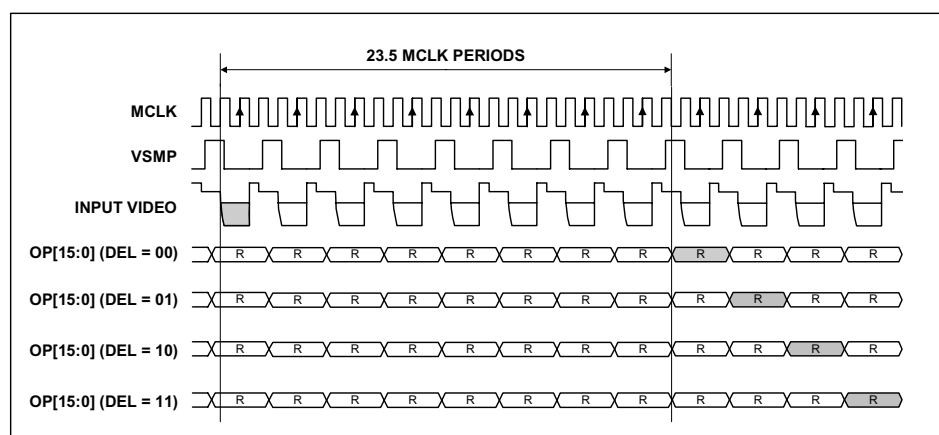 23.5 MCLK PERIODS
MCLK
VSMP
INPUT VIDEO
OP[15:0] (DEL = 00) R R R R R R R R R R R R
OP[15:0] (DEL = 01) R R R R R R R R R R R R
OP[15:0] (DEL = 10) R R R R R R R R R R R R
OP[15:0] (DEL = 11) R R R R R R R R R R R R